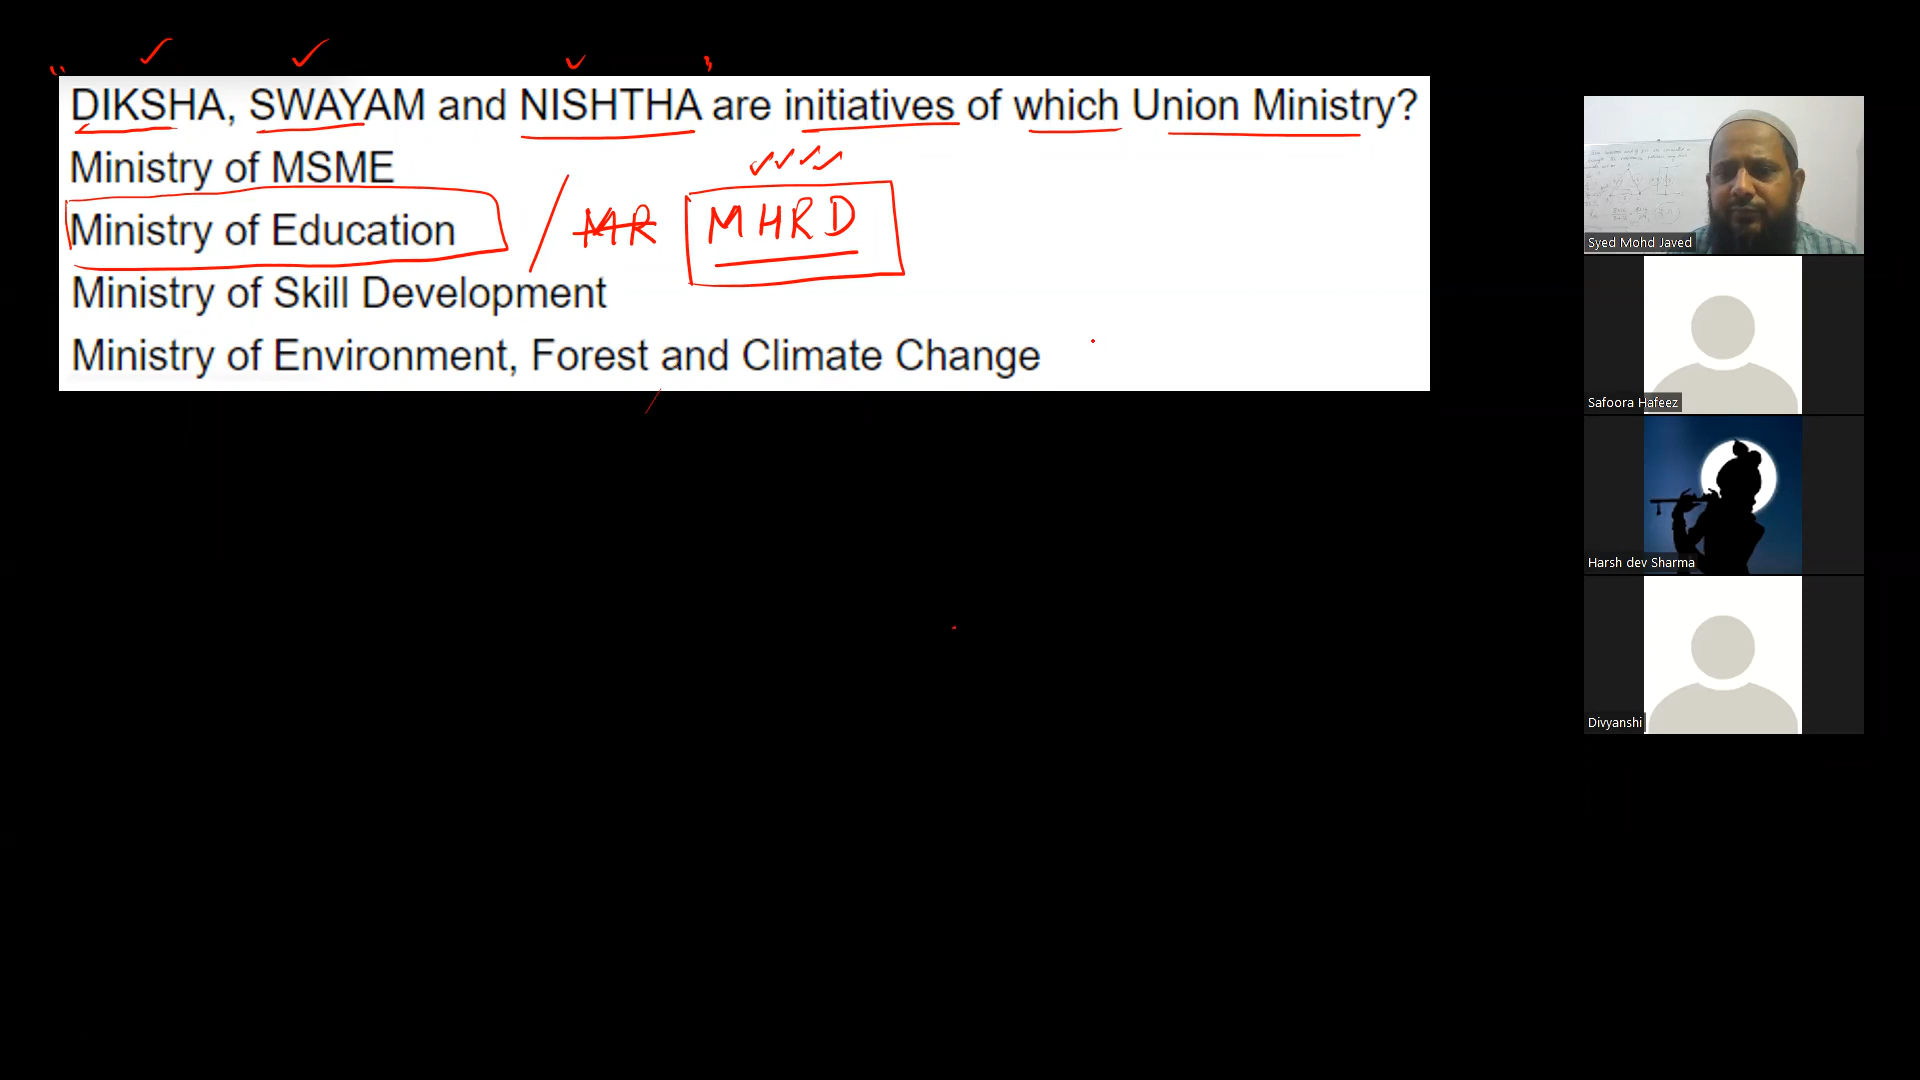 DIKSHA, SWAYAM and NISHTHA are initiatives of which Union Ministry?
Ministry of MSME
Ministry of Education / MR MHRD
Ministry of Skill Development
Ministry of Environment, Forest and Climate Change
Syed Mohd Javed
Safoora Hafeez
Harsh dev Sharma
Divyanshi